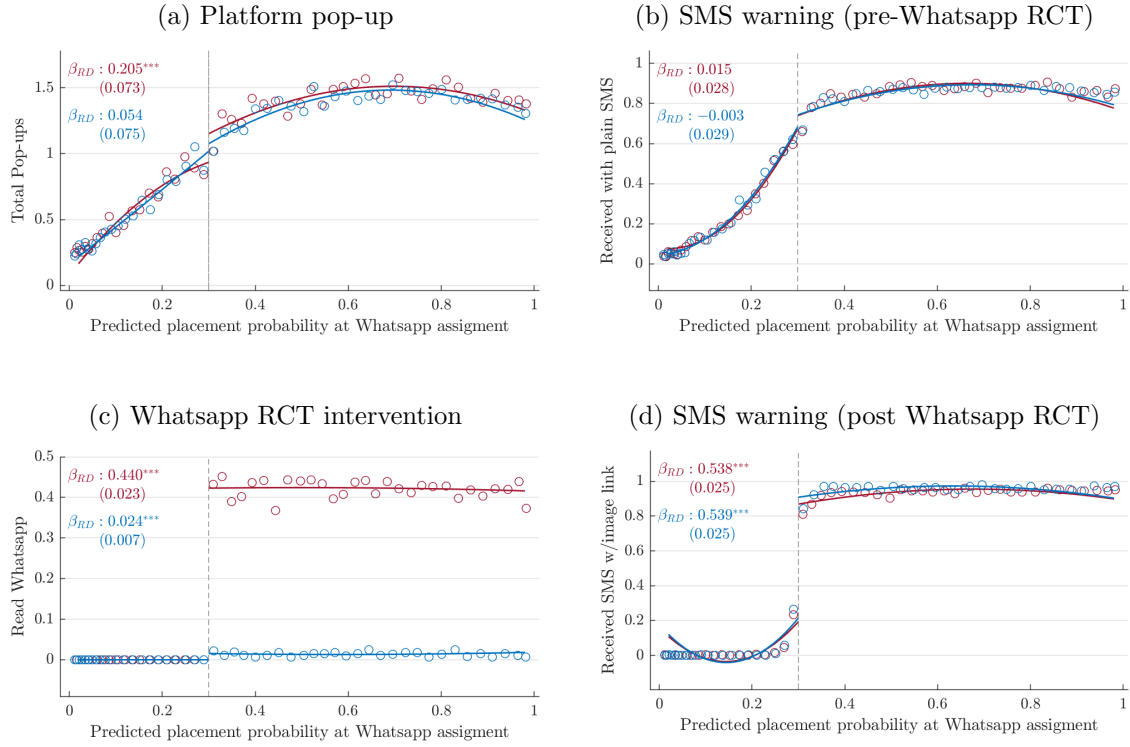 (a) Platform pop-up
β_RD : 0.205***
(0.073)
β_RD : 0.054
(0.075)
Total Pop-ups
0
0.5
1
1.5
0
0.2
0.4
0.6
0.8
1
Predicted placement probability at Whatsapp assigment
(b) SMS warning (pre-Whatsapp RCT)
β_RD : 0.015
(0.028)
β_RD : −0.003
(0.029)
Received with plain SMS
0
0.2
0.4
0.6
0.8
1
0
0.2
0.4
0.6
0.8
1
Predicted placement probability at Whatsapp assigment
(c) Whatsapp RCT intervention
β_RD : 0.440***
(0.023)
β_RD : 0.024***
(0.007)
Read Whatsapp
0
0.1
0.2
0.3
0.4
0.5
0
0.2
0.4
0.6
0.8
1
Predicted placement probability at Whatsapp assigment
(d) SMS warning (post Whatsapp RCT)
β_RD : 0.538***
(0.025)
β_RD : 0.539***
(0.025)
Received SMS w/image link
0
0.2
0.4
0.6
0.8
1
0
0.2
0.4
0.6
0.8
1
Predicted placement probability at Whatsapp assigment